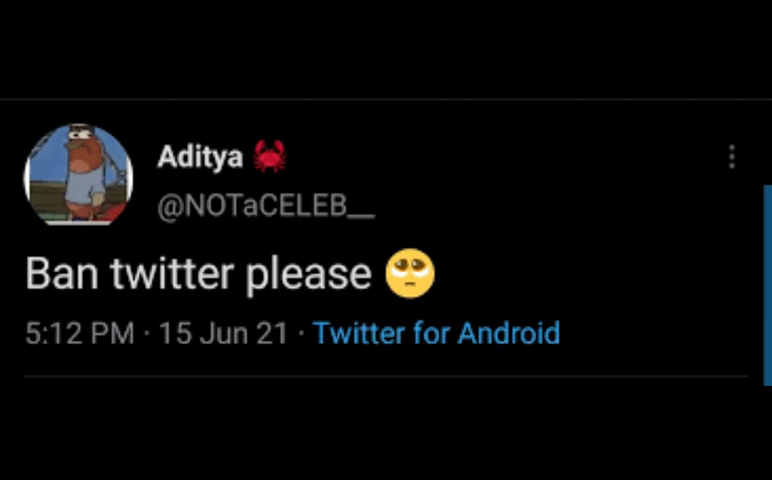 Aditya 🦀
@NOTaCELEB__
Ban twitter please 🥺
5:12 PM · 15 Jun 21 · Twitter for Android